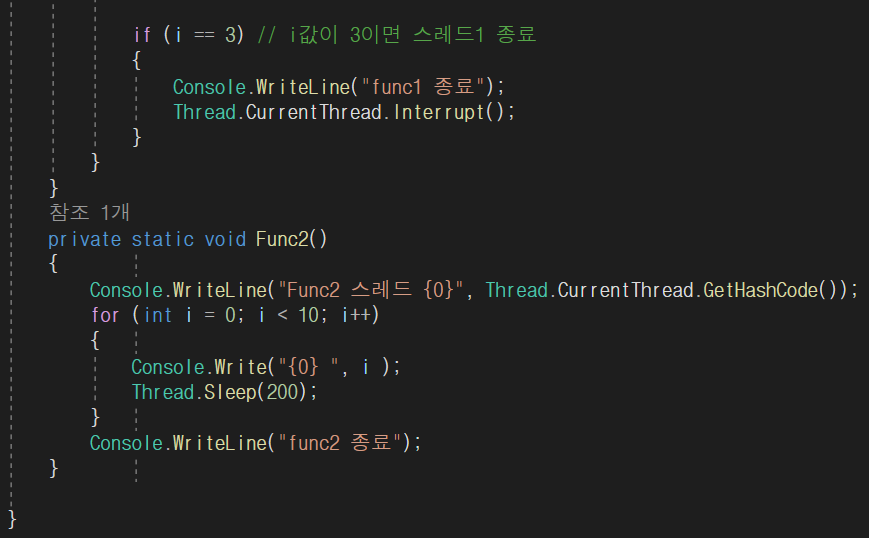 if (i == 3) // i값이 3이면 스레드1 종료
{
Console.WriteLine("func1 종료");
Thread.CurrentThread.Interrupt();
}
}
}
참조 1개
private static void Func2()
{
Console.WriteLine("Func2 스레드 {0}", Thread.CurrentThread.GetHashCode());
for (int i = 0; i < 10; i++)
{
Console.Write("{0} ", i );
Thread.Sleep(200);
}
Console.WriteLine("func2 종료");
}
}